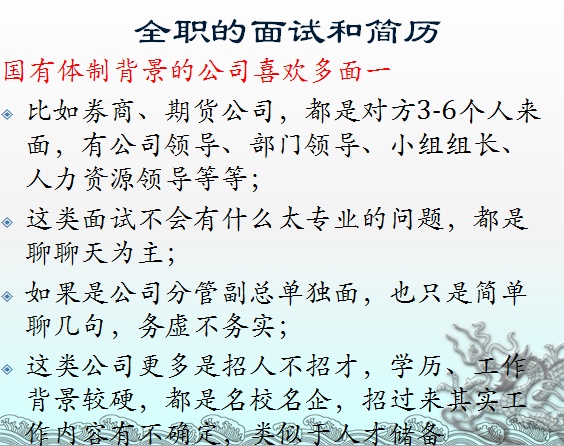 全职的面试和简历
国有体制背景的公司喜欢多面一
比如券商、期货公司，都是对方3-6个人来
面，有公司领导、部门领导、小组组长、
人力资源领导等等；
这类面试不会有什么太专业的问题，都是
聊聊天为主；
如果是公司分管副总单独面，也只是简单
聊几句，务虚不务实；
这类公司更多是招人不招才，学历、工作
背景较硬，都是名校名企，招过来其实工
作内容有不确定，类似于人才储备